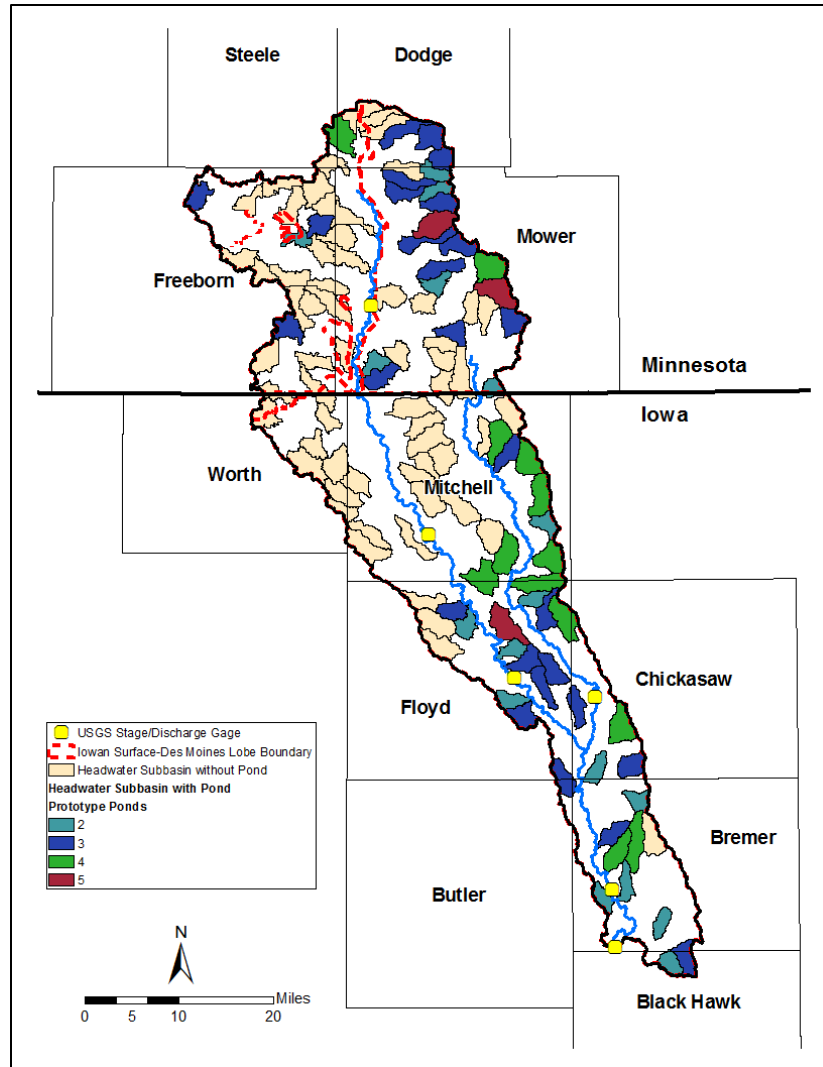 Steele
Dodge
Mower
Freeborn
Minnesota
Iowa
Worth
Mitchell
Chickasaw
Floyd
USGS Stage/Discharge Gage
Iowan Surface-Des Moines Lobe Boundary
Headwater Subbasin without Pond
Headwater Subbasin with Pond
Prototype Ponds
2
3
4
5
Bremer
Butler
N
Miles
0 5 10 20
Black Hawk